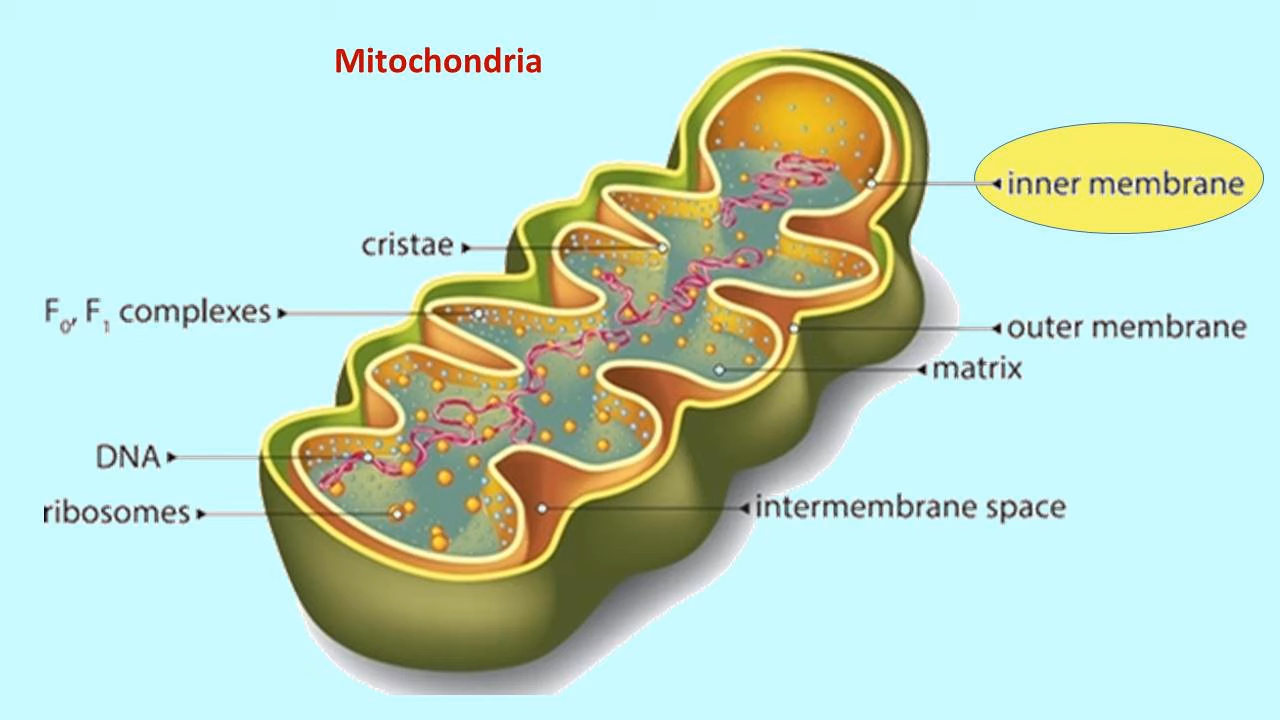 Mitochondria
inner membrane
cristae
F₀, F₁ complexes
outer membrane
matrix
DNA
ribosomes
intermembrane space